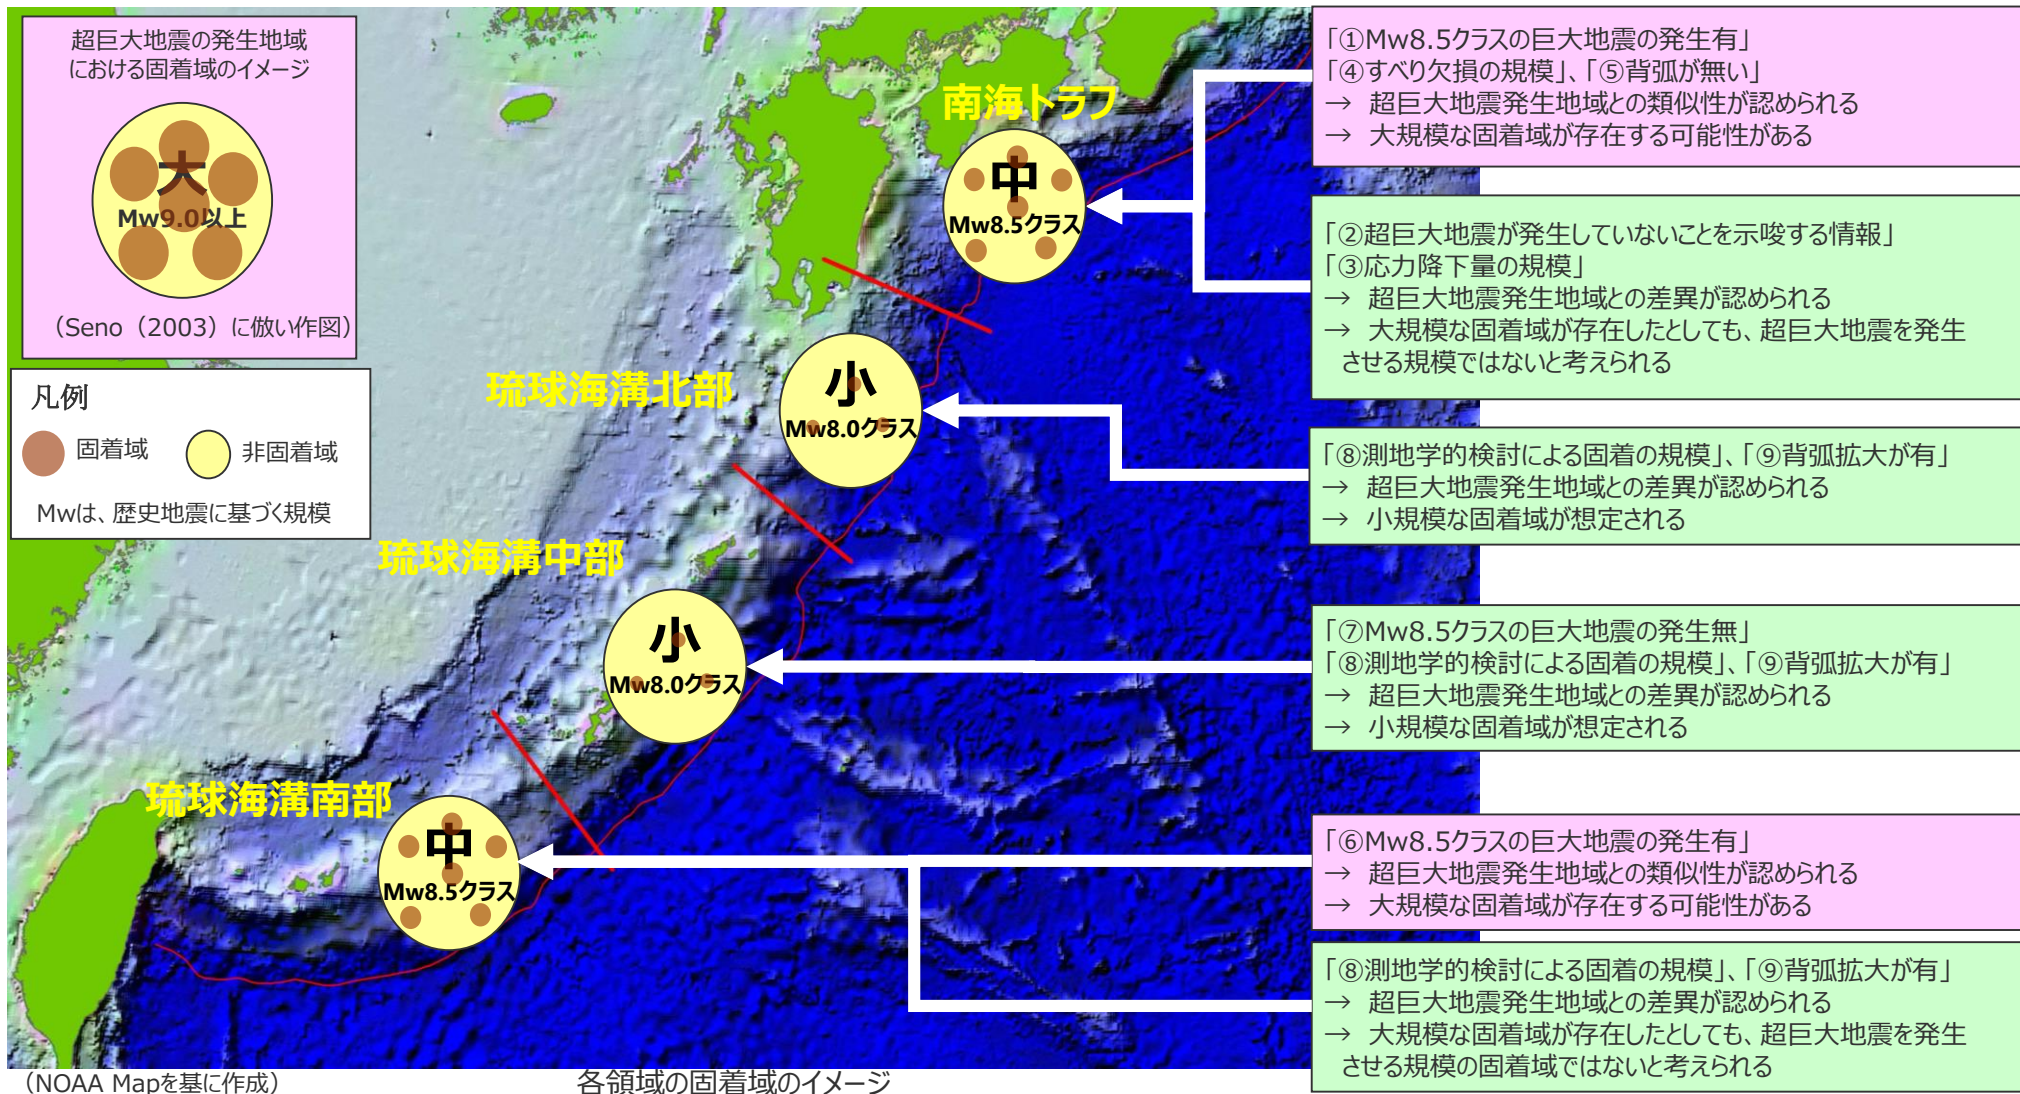 超巨大地震の発生地域
における固着域のイメージ
大
Mw9.0以上
（Seno（2003）に倣い作図）
凡例
固着域
非固着域
Mwは、歴史地震に基づく規模
南海トラフ
中
Mw8.5クラス
琉球海溝北部
小
Mw8.0クラス
琉球海溝中部
小
Mw8.0クラス
琉球海溝南部
中
Mw8.5クラス
「①Mw8.5クラスの巨大地震の発生有」
「④すべり欠損の規模」、「⑤背弧が無い」
→ 超巨大地震発生地域との類似性が認められる
→ 大規模な固着域が存在する可能性がある
「②超巨大地震が発生していないことを示唆する情報」
「③応力降下量の規模」
→ 超巨大地震発生地域との差異が認められる
→ 大規模な固着域が存在したとしても、超巨大地震を発生
させる規模ではないと考えられる
「⑧測地学的検討による固着の規模」、「⑨背弧拡大が有」
→ 超巨大地震発生地域との差異が認められる
→ 小規模な固着域が想定される
「⑦Mw8.5クラスの巨大地震の発生無」
「⑧測地学的検討による固着の規模」、「⑨背弧拡大が有」
→ 超巨大地震発生地域との差異が認められる
→ 小規模な固着域が想定される
「⑥Mw8.5クラスの巨大地震の発生有」
→ 超巨大地震発生地域との類似性が認められる
→ 大規模な固着域が存在する可能性がある
「⑧測地学的検討による固着の規模」、「⑨背弧拡大が有」
→ 超巨大地震発生地域との差異が認められる
→ 大規模な固着域が存在したとしても、超巨大地震を発生
させる規模の固着域ではないと考えられる
（NOAA Mapを基に作成）
各領域の固着域のイメージ